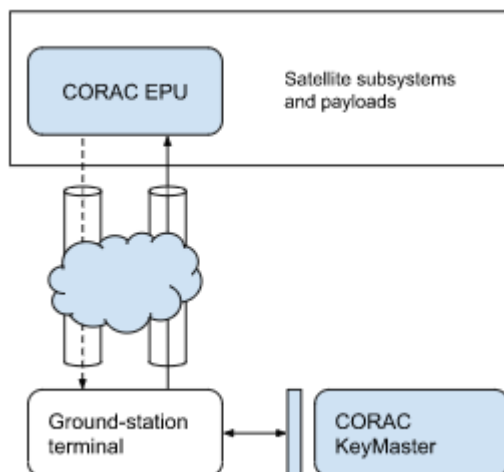 CORAC EPU
Satellite subsystems
and payloads
Ground-station
terminal
CORAC
KeyMaster